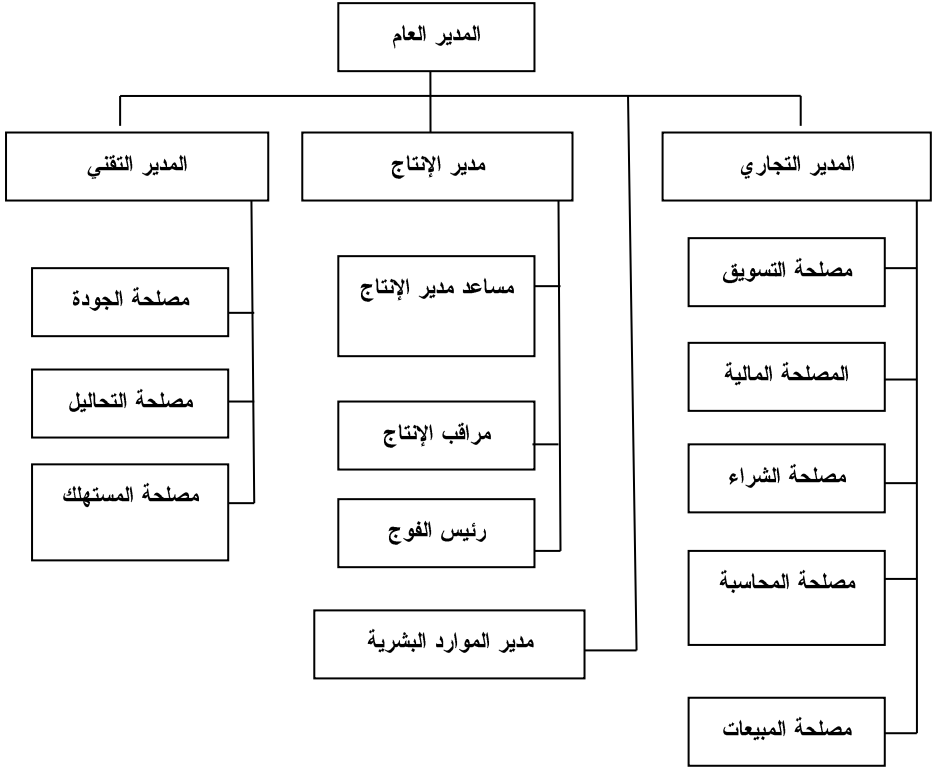 المدير العام
المدير التجاري
مدير الإنتاج
المدير التقني
مصلحة التسويق
المصلحة المالية
مصلحة الشراء
مصلحة المحاسبة
مصلحة المبيعات
مساعد مدير الإنتاج
مراقب الإنتاج
رئيس الفوج
مدير الموارد البشرية
مصلحة الجودة
مصلحة التحاليل
مصلحة المستهلك